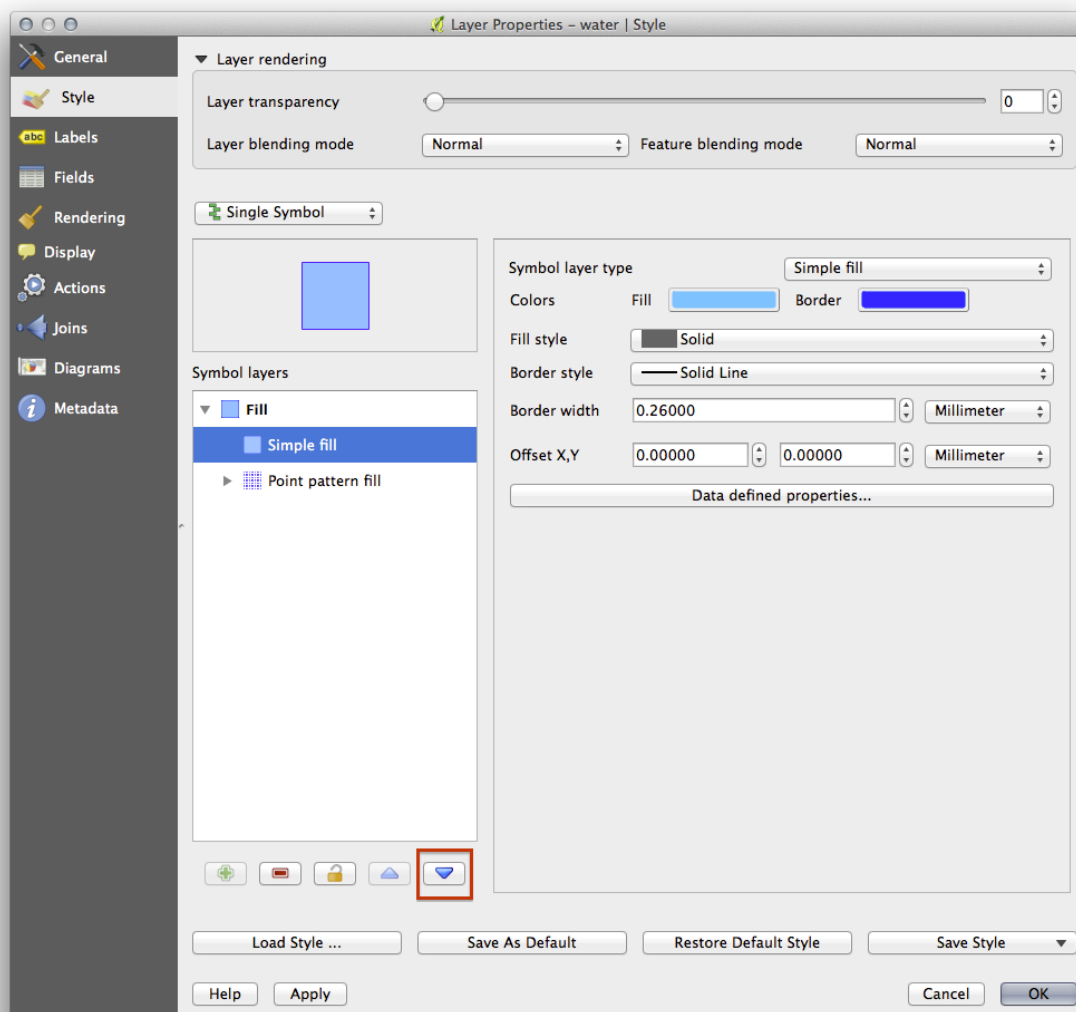 Layer Properties – water | Style
General
Style
abc Labels
Fields
Rendering
Display
Actions
Joins
Diagrams
i Metadata
Layer rendering
Layer transparency 0
Layer blending mode Normal Feature blending mode Normal
Single Symbol
Symbol layers
Fill
Simple fill
Point pattern fill
Symbol layer type Simple fill
Colors Fill Border
Fill style Solid
Border style Solid Line
Border width 0.26000 Millimeter
Offset X,Y 0.00000 0.00000 Millimeter
Data defined properties...
Load Style ... Save As Default Restore Default Style Save Style
Help Apply Cancel OK